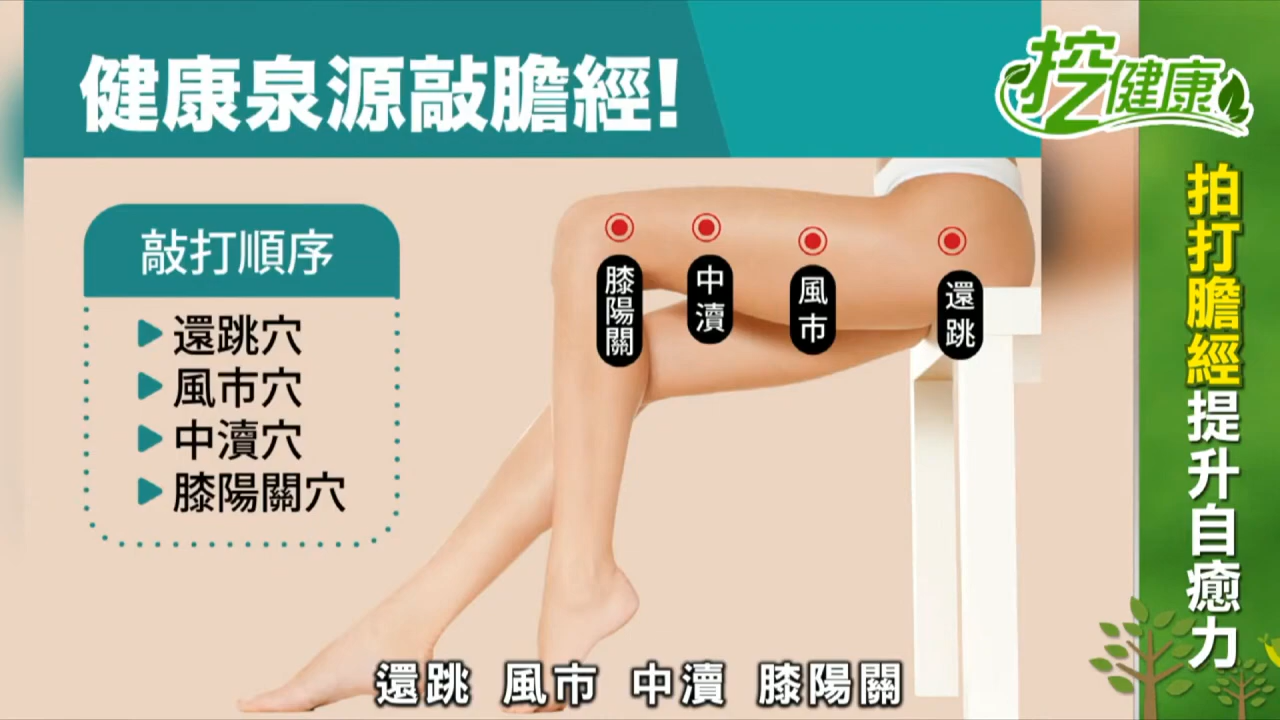 健康泉源敲膽經!
挖健康
敲打順序
還跳穴
風市穴
中瀆穴
膝陽關穴
膝陽關
中瀆
風市
還跳
拍打膽經提升自癒力
還跳 風市 中瀆 膝陽關